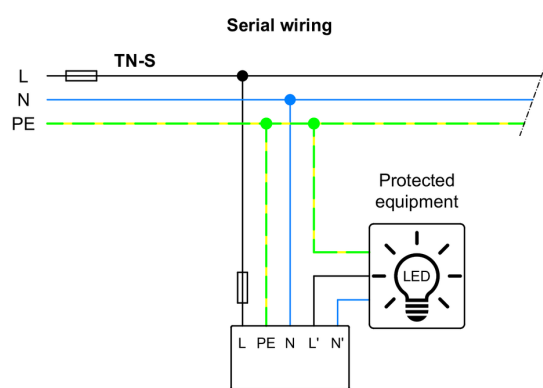 Serial wiring
TN-S
L
N
PE
Protected
equipment
LED
L PE N L' N'